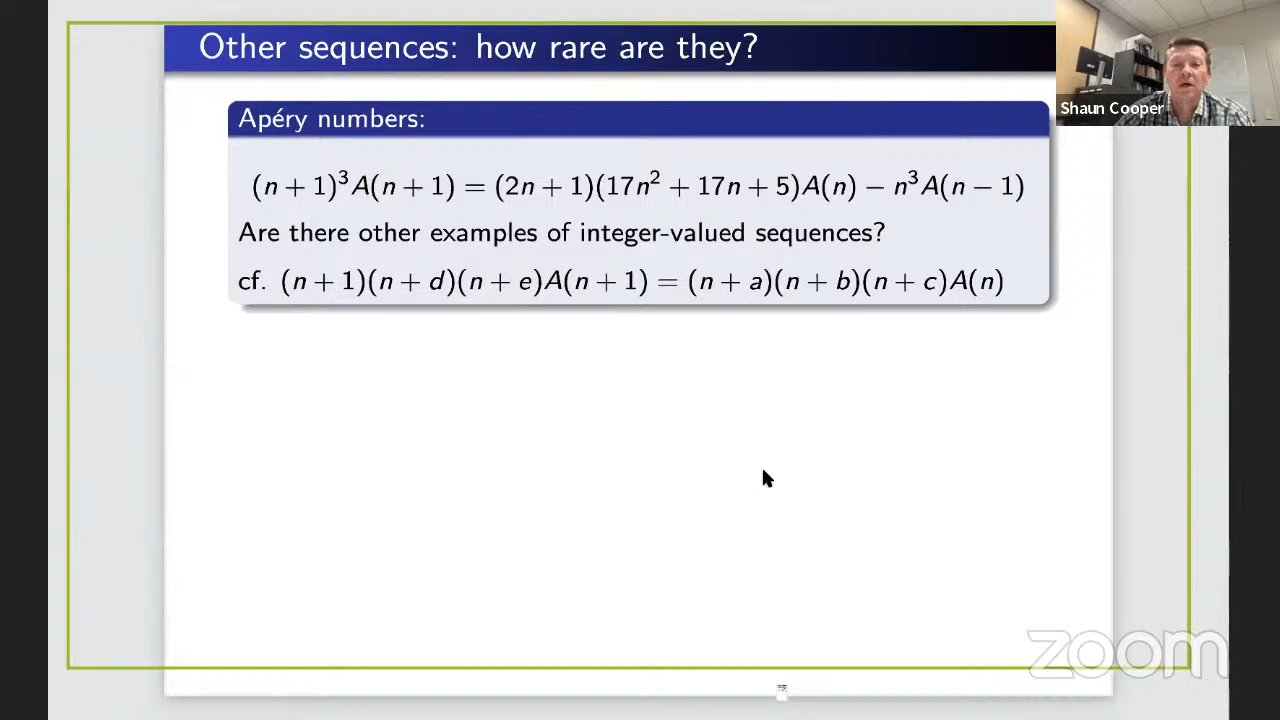 Other sequences: how rare are they?
Shaun Cooper
Apéry numbers:
(n + 1)³A(n + 1) = (2n + 1)(17n² + 17n + 5)A(n) − n³A(n − 1)
Are there other examples of integer-valued sequences?
cf. (n + 1)(n + d)(n + e)A(n + 1) = (n + a)(n + b)(n + c)A(n)
zoom